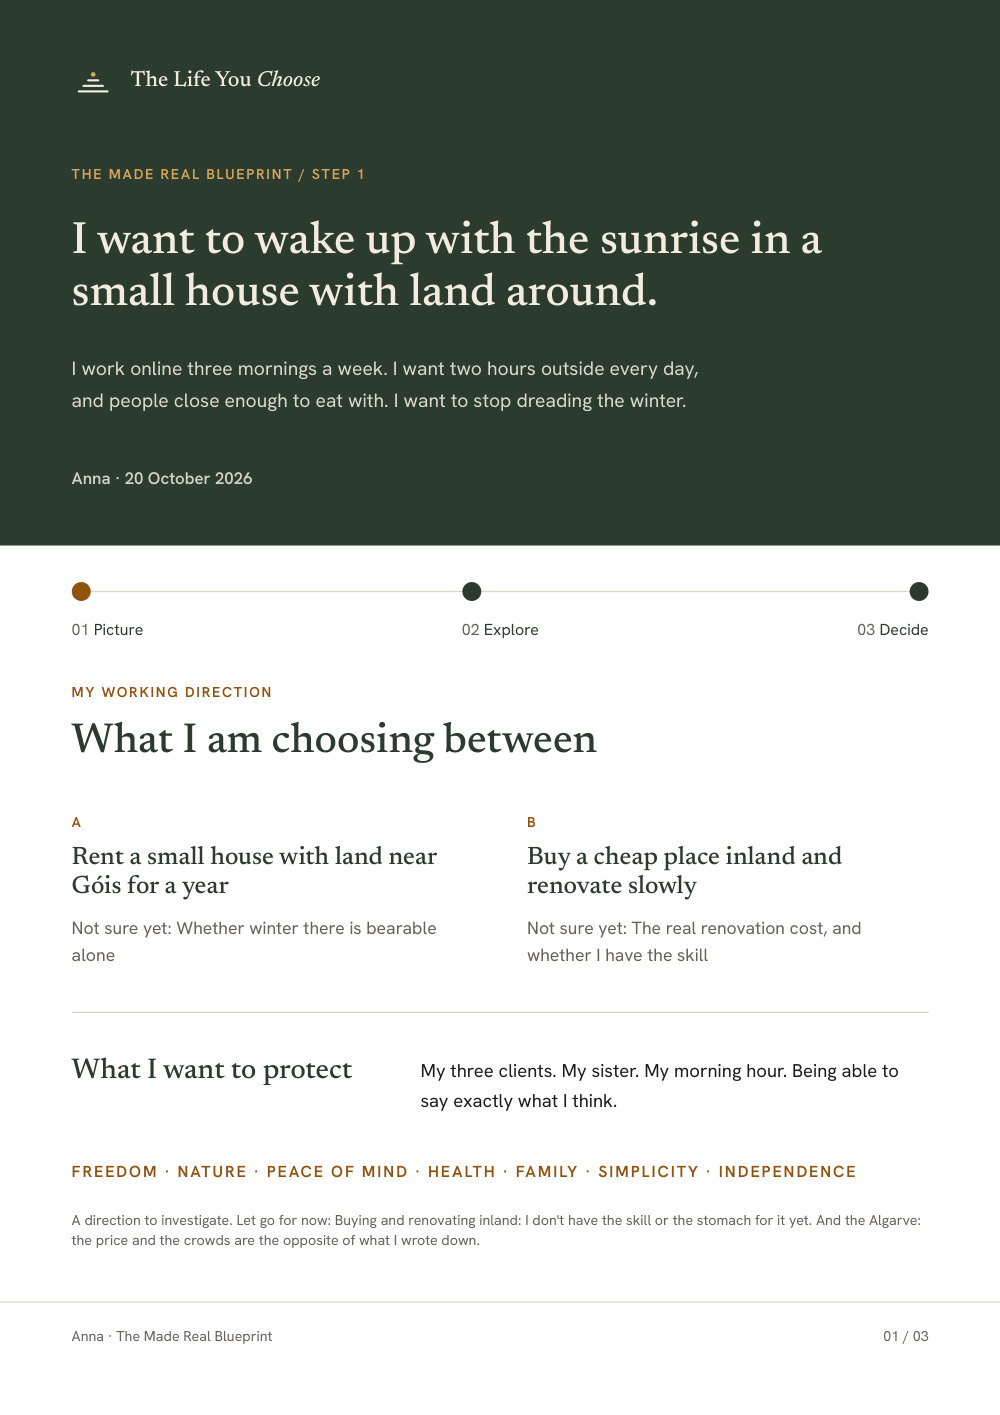 The Life You Choose
THE MADE REAL BLUEPRINT / STEP 1
I want to wake up with the sunrise in a
small house with land around.
I work online three mornings a week. I want two hours outside every day,
and people close enough to eat with. I want to stop dreading the winter.
Anna · 20 October 2026
01 Picture
02 Explore
03 Decide
MY WORKING DIRECTION
What I am choosing between
A
Rent a small house with land near
Góis for a year
Not sure yet: Whether winter there is bearable
alone
B
Buy a cheap place inland and
renovate slowly
Not sure yet: The real renovation cost, and
whether I have the skill
What I want to protect
My three clients. My sister. My morning hour. Being able to
say exactly what I think.
FREEDOM · NATURE · PEACE OF MIND · HEALTH · FAMILY · SIMPLICITY · INDEPENDENCE
A direction to investigate. Let go for now: Buying and renovating inland: I don't have the skill or the stomach for it yet. And the Algarve:
the price and the crowds are the opposite of what I wrote down.
Anna · The Made Real Blueprint
01 / 03